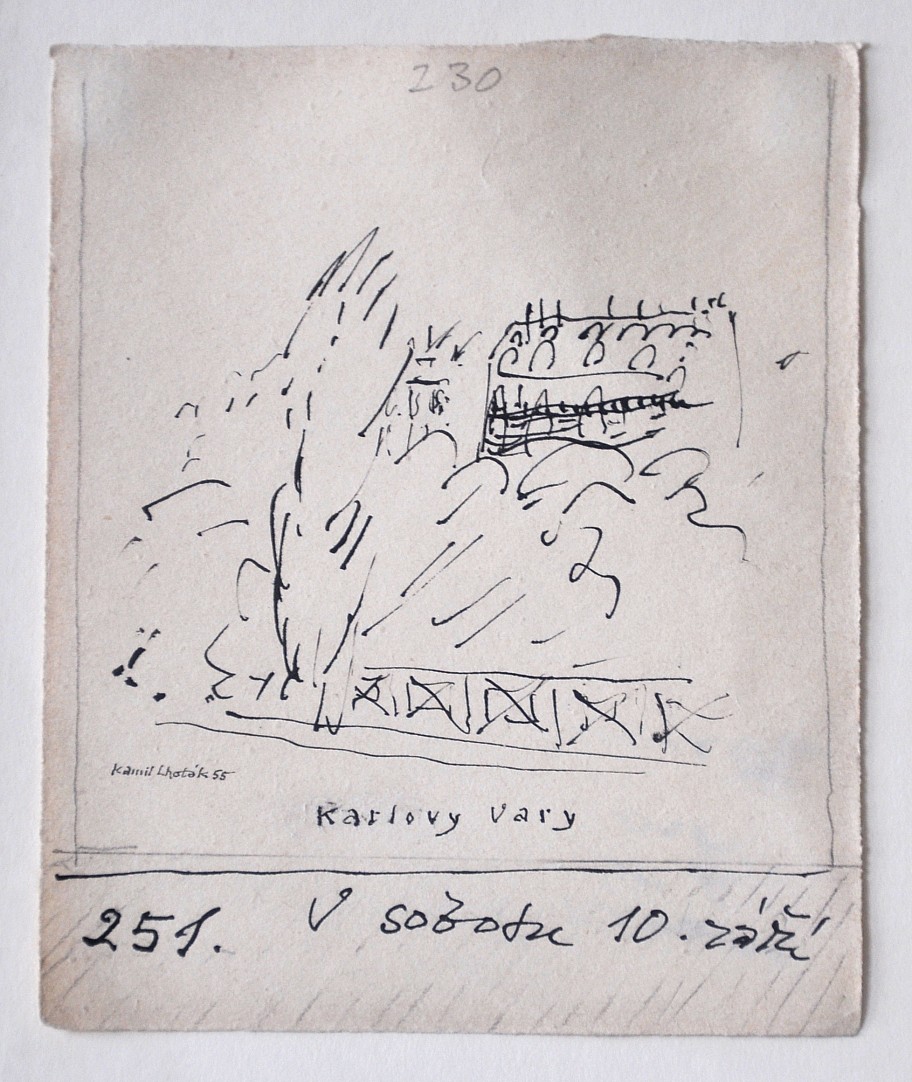 230
Kamil Lhoták 55
Karlovy Vary
251. V sobotu 10. září